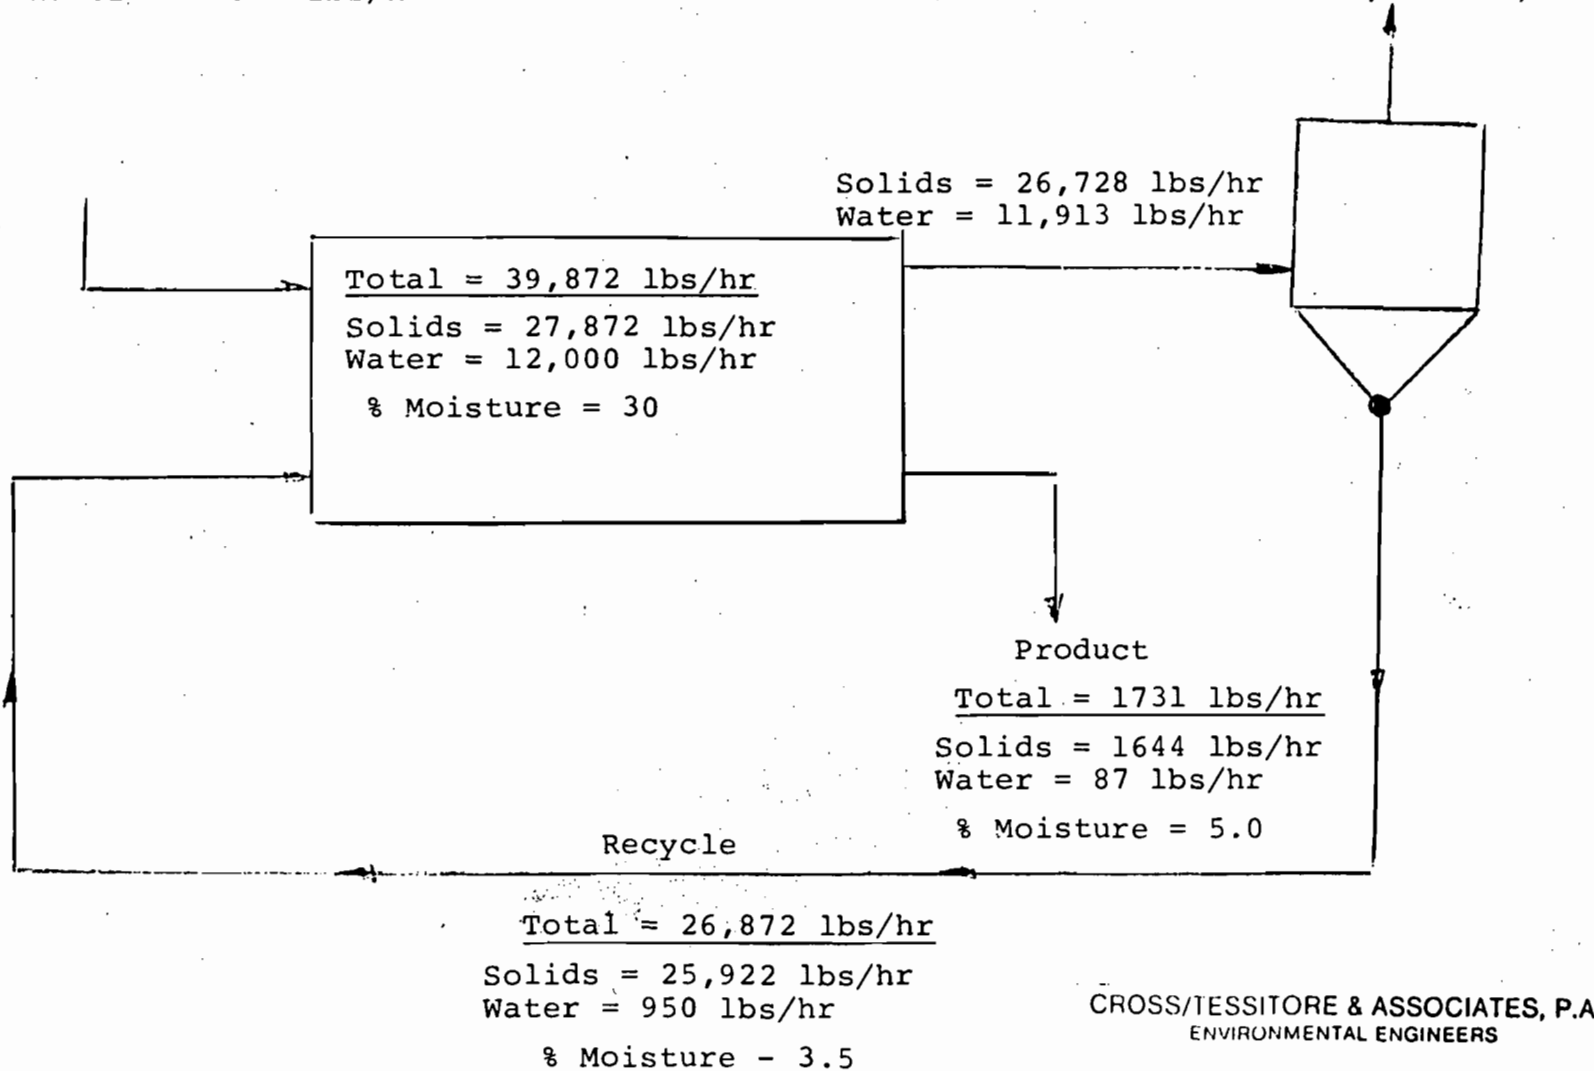 Solids = 26,728 lbs/hr
Water = 11,913 lbs/hr
Total = 39,872 lbs/hr
Solids = 27,872 lbs/hr
Water = 12,000 lbs/hr
% Moisture = 30
Product
Total = 1731 lbs/hr
Solids = 1644 lbs/hr
Water = 87 lbs/hr
% Moisture = 5.0
Recycle
Total = 26,872 lbs/hr
Solids = 25,922 lbs/hr
Water = 950 lbs/hr
% Moisture - 3.5
CROSS/TESSITORE & ASSOCIATES, P.A
ENVIRONMENTAL ENGINEERS